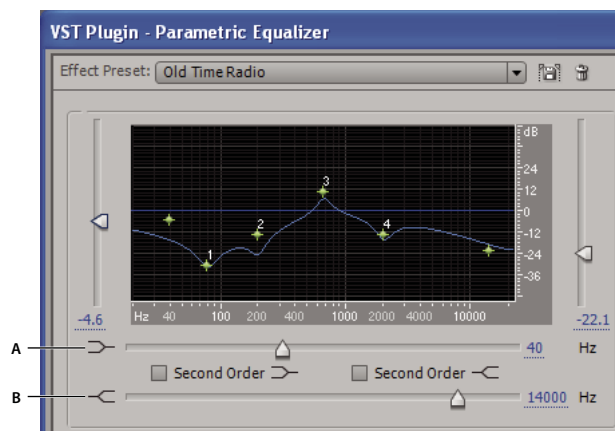 VST Plugin - Parametric Equalizer
Effect Preset: Old Time Radio
dB
24
12
0
-12
-24
-36
1
2
3
4
Hz 40 100 200 400 1000 2000 4000 10000
-4.6
-22.1
A
40 Hz
Second Order
Second Order
B
14000 Hz